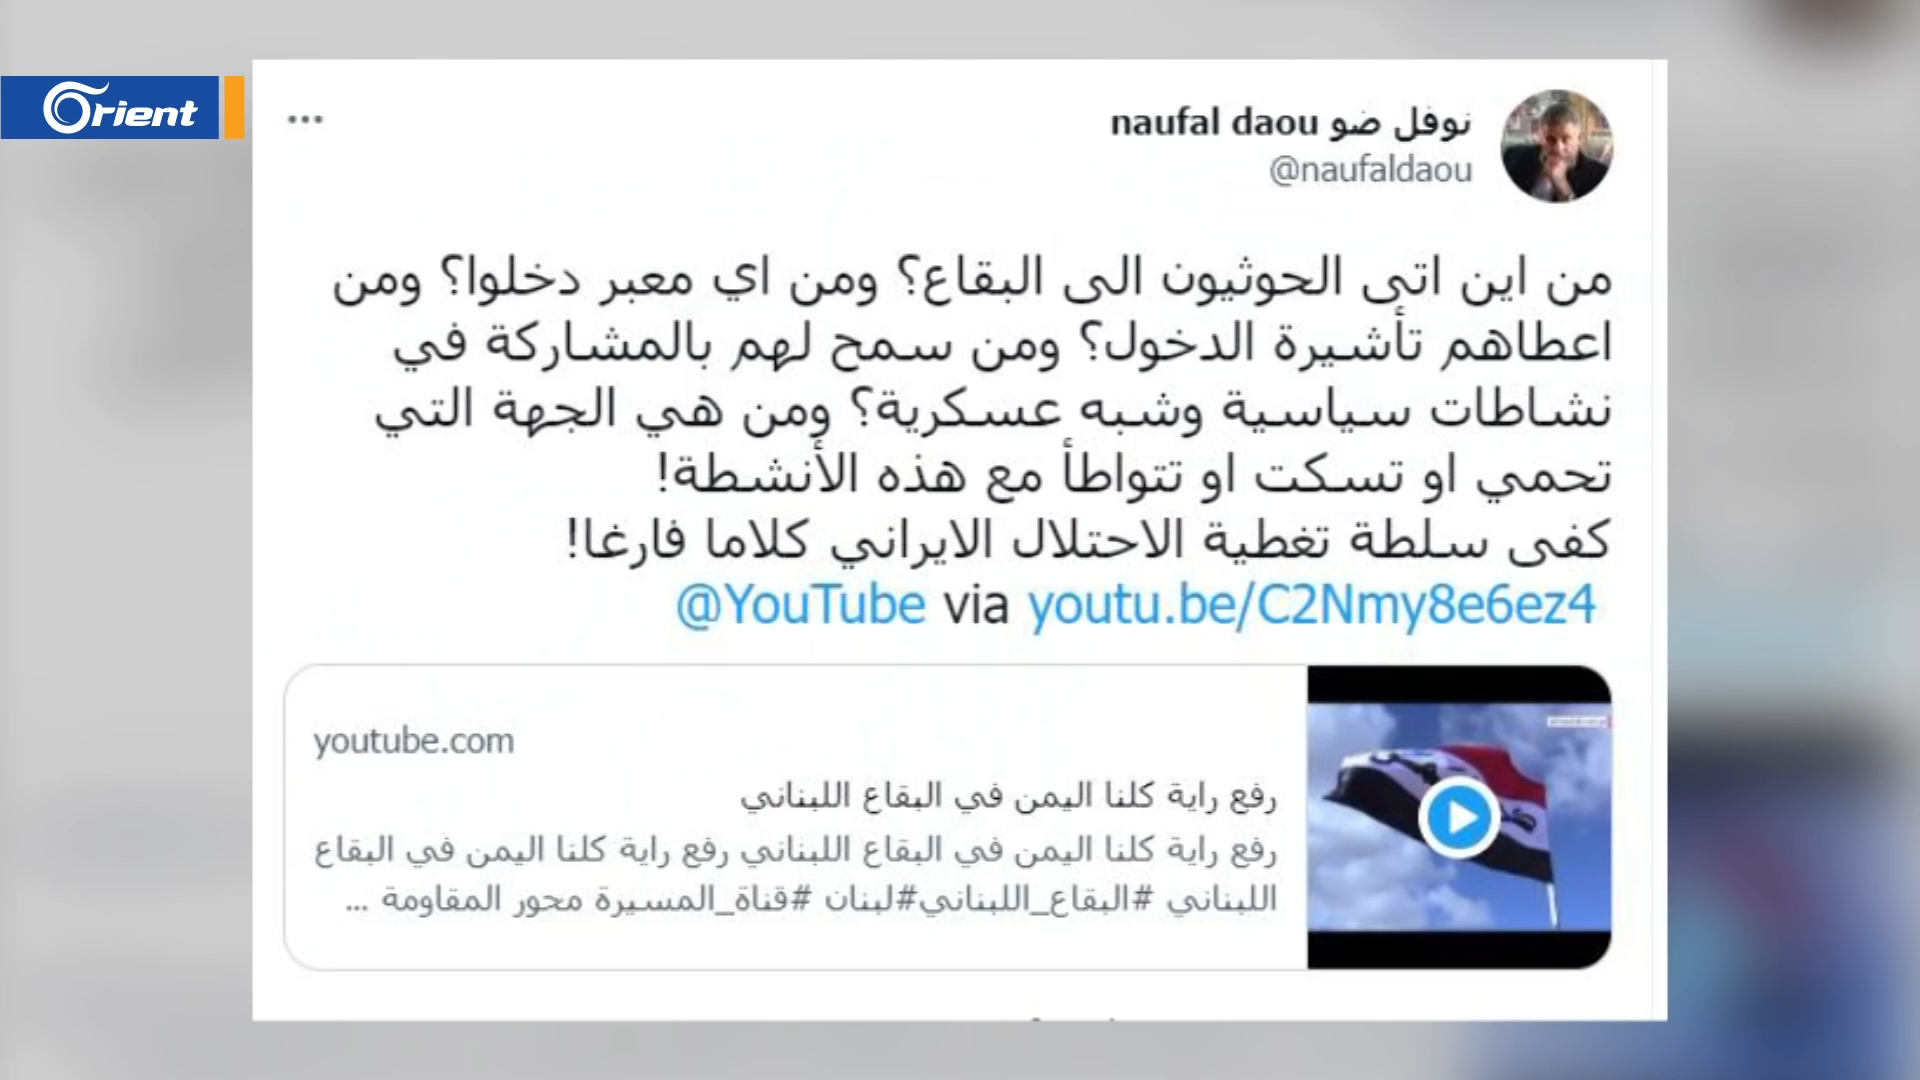 Orient
نوفل ضو naufal daou
@naufaldaou
من اين اتى الحوثيون الى البقاع؟ ومن اي معبر دخلوا؟ ومن
اعطاهم تأشيرة الدخول؟ ومن سمح لهم بالمشاركة في
نشاطات سياسية وشبه عسكرية؟ ومن هي الجهة التي
تحمي او تسكت او تتواطأ مع هذه الأنشطة!
كفى سلطة تغطية الاحتلال الايراني كلاما فارغا!
@YouTube via youtu.be/C2Nmy8e6ez4
youtube.com
رفع راية كلنا اليمن في البقاع اللبناني
رفع راية كلنا اليمن في البقاع اللبناني رفع راية كلنا اليمن في البقاع
اللبناني #البقاع_اللبناني#لبنان #قناة_المسيرة محور المقاومة ...